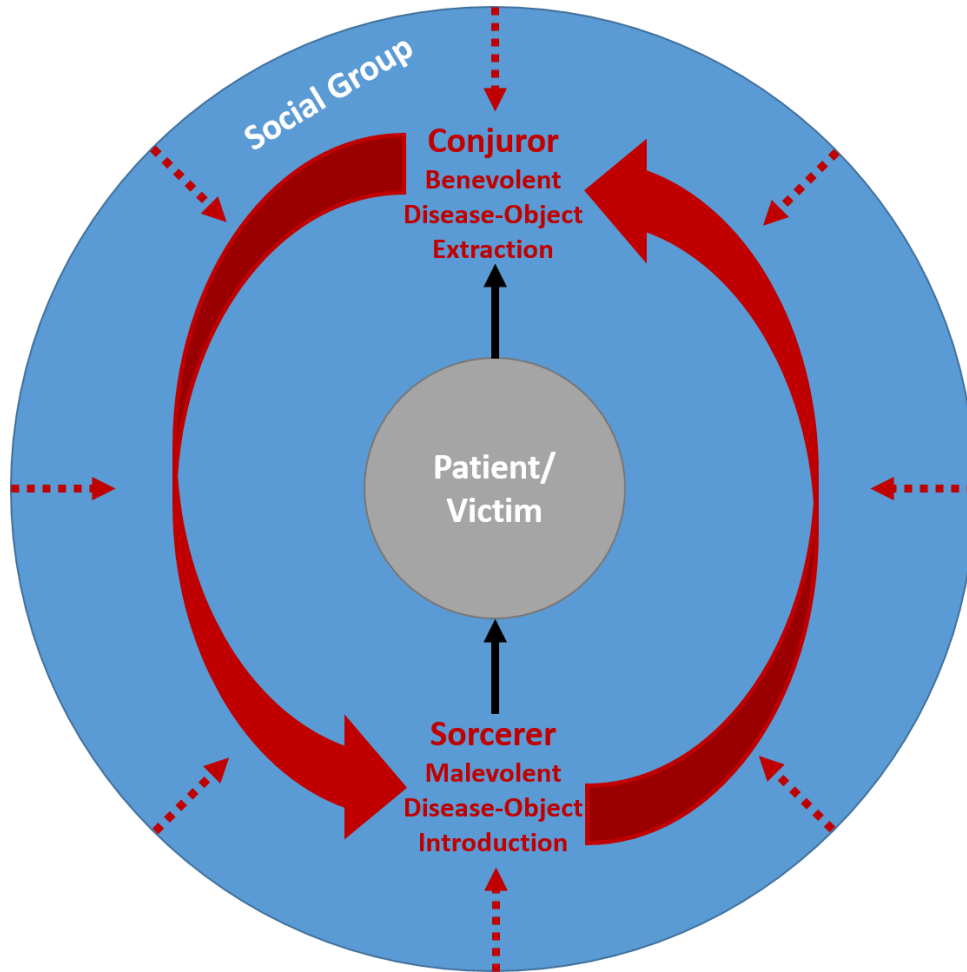 Social Group
Conjuror
Benevolent
Disease-Object
Extraction
Patient/
Victim
Sorcerer
Malevolent
Disease-Object
Introduction